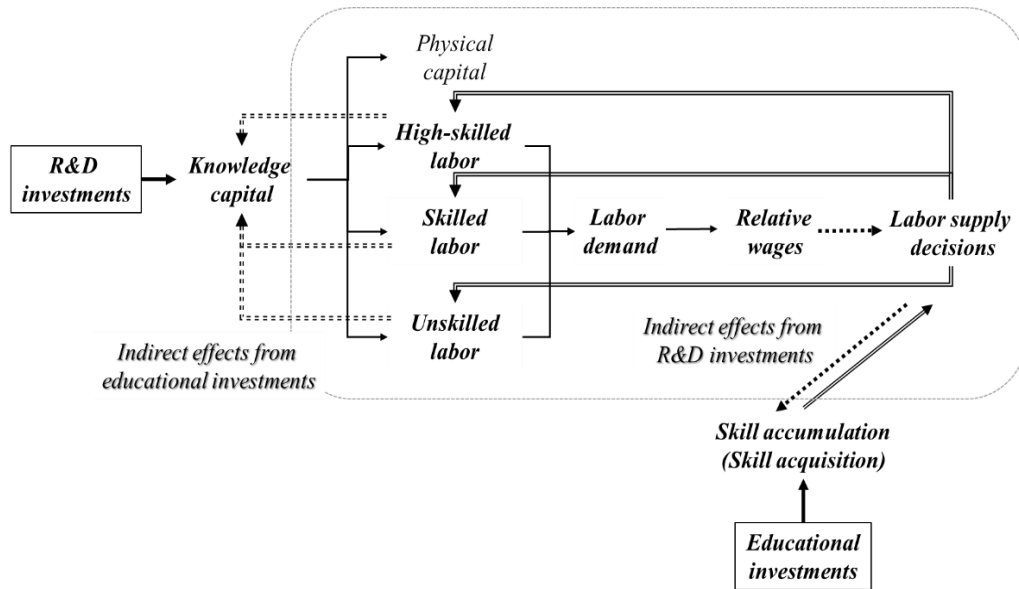 Physical
capital
High-skilled
labor
R&D
investments
Knowledge
capital
Skilled
labor
Labor
demand
Relative
wages
Labor supply
decisions
Unskilled
labor
Indirect effects from
educational investments
Indirect effects from
R&D investments
Skill accumulation
(Skill acquisition)
Educational
investments